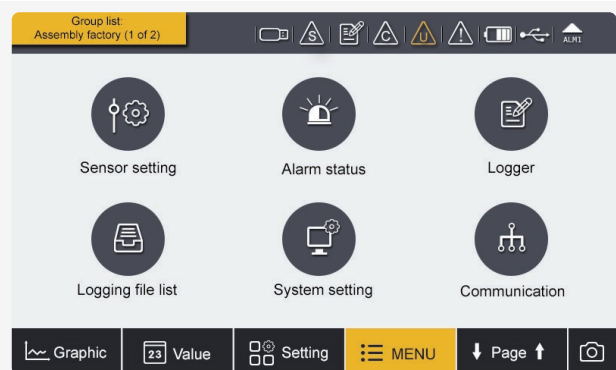 Group list:
Assembly factory (1 of 2)
S
C
U
!
ALM1
Sensor setting
Alarm status
Logger
Logging file list
System setting
Communication
Graphic
23 Value
Setting
MENU
Page